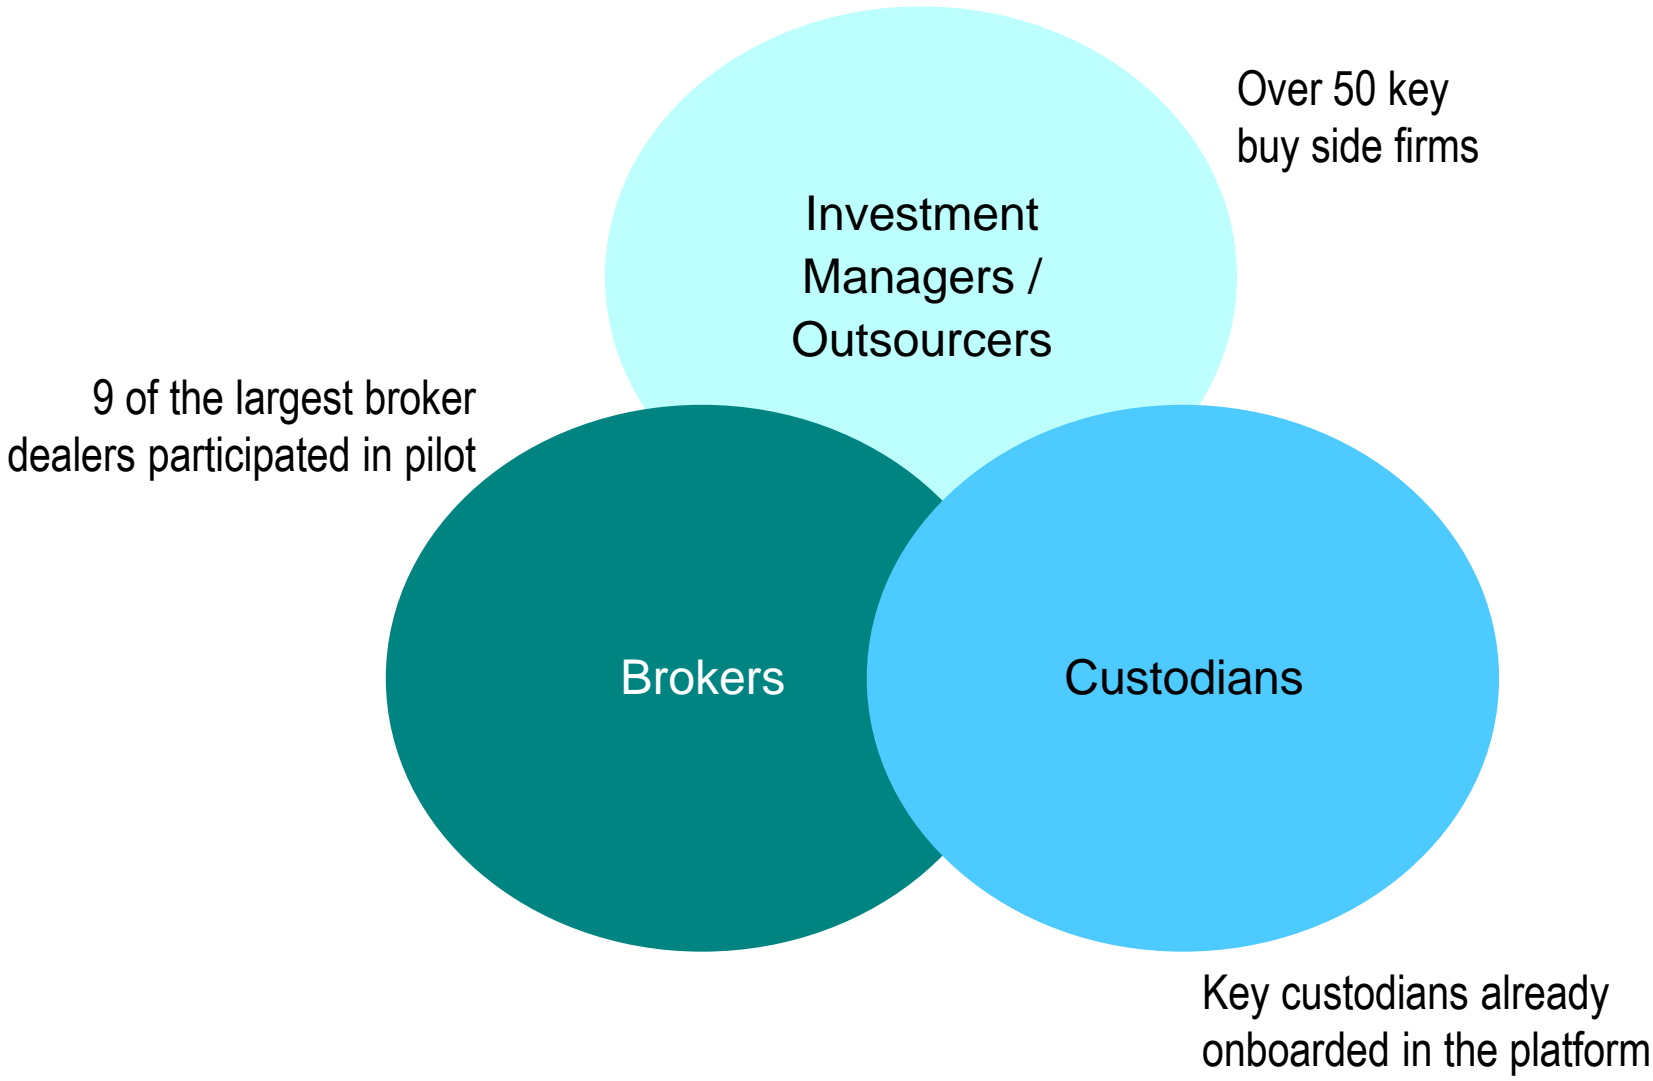 Over 50 key
buy side firms
Investment
Managers /
Outsourcers
9 of the largest broker
dealers participated in pilot
Brokers
Custodians
Key custodians already
onboarded in the platform